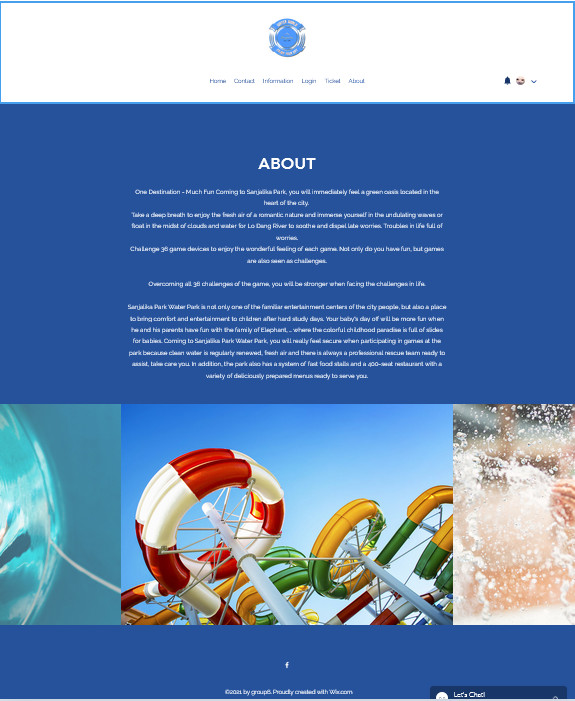 Home Contact Information Login Ticket About
ABOUT
One Destination - Much Fun Coming to Sanjalika Park, you will immediately feel a green oasis located in the
heart of the city.
Take a deep breath to enjoy the fresh air of a romantic nature and immerse yourself in the undulating waves or
float in the midst of clouds and water for Lo Dang River to soothe and dispel late worries. Troubles in life full of
worries.
Challenge 36 game devices to enjoy the wonderful feeling of each game. Not only do you have fun, but games
are also seen as challenges.
Overcoming all 36 challenges of the game, you will be stronger when facing the challenges in life.
Sanjalika Park Water Park is not only one of the familiar entertainment centers of the city people, but also a place
to bring comfort and entertainment to children after hard study days. Your baby's day off will be more fun when
he and his parents have fun with the family of Elephant, .. where the colorful childhood paradise is full of slides
for babies. Coming to Sanjalika Park Water Park, you will really feel secure when participating in games at the
park because clean water is regularly renewed, fresh air and there is always a professional rescue team ready to
assist, take care you. In addition, the park also has a system of fast food stalls and a 400-seat restaurant with a
variety of deliciously prepared menus ready to serve you.
©2021 by group6. Proudly created with Wix.com
Let's Chat!